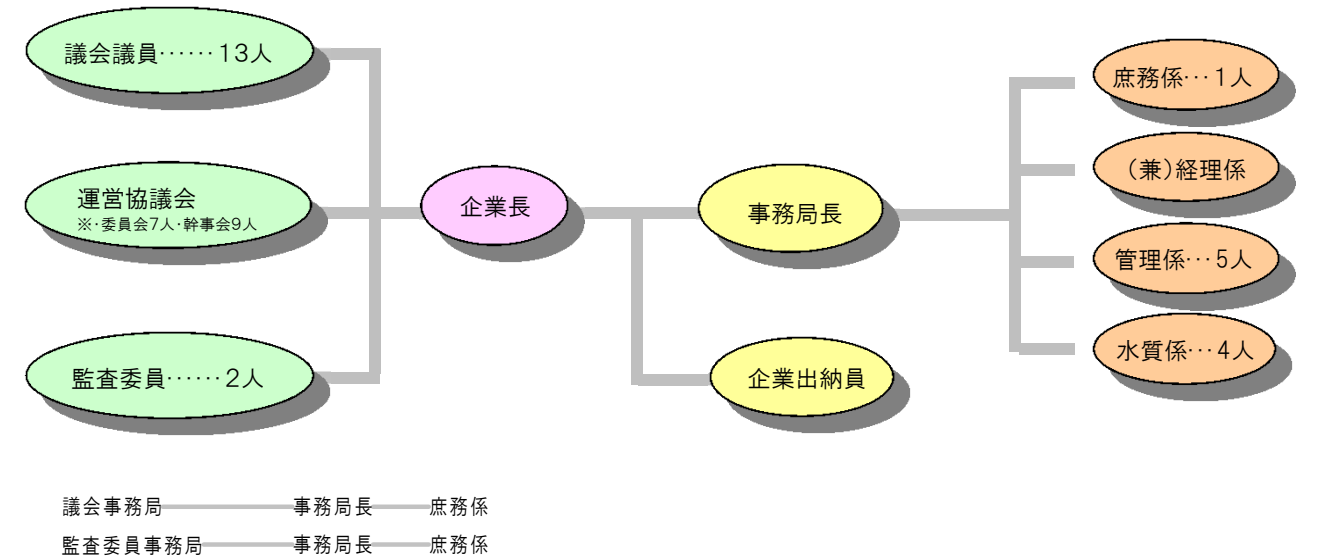 議会議員……13人
運営協議会
※・委員会7人・幹事会9人
監査委員……2人
企業長
事務局長
企業出納員
庶務係…1人
（兼）経理係
管理係…5人
水質係…4人
議会事務局 事務局長 庶務係
監査委員事務局 事務局長 庶務係